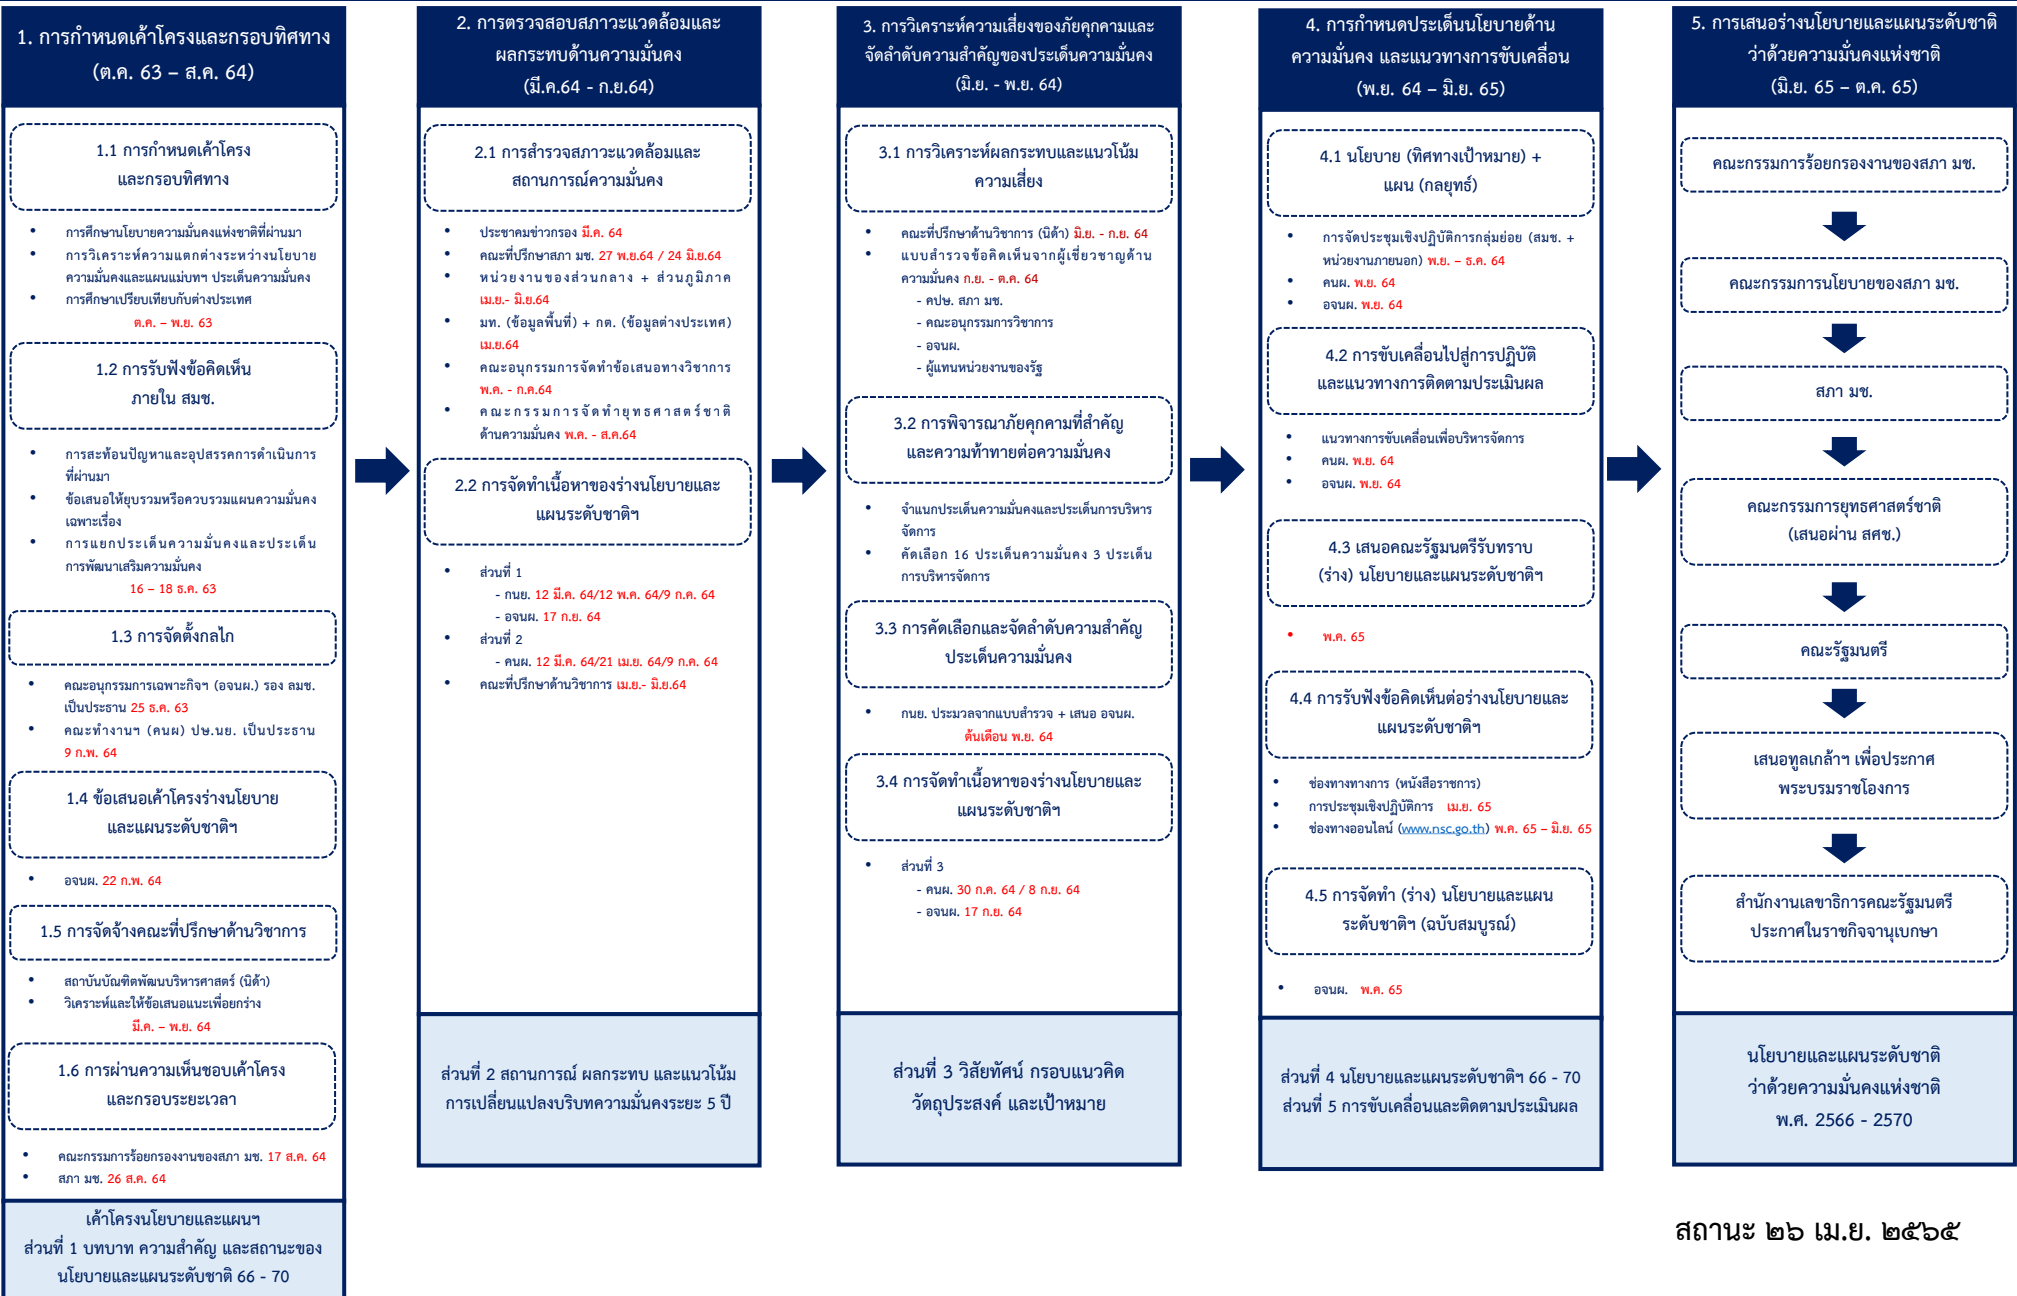 1. การกำหนดเค้าโครงและกรอบทิศทาง
(ต.ค. 63 – ส.ค. 64)
1.1 การกำหนดเค้าโครง
และกรอบทิศทาง
• การศึกษานโยบายความมั่นคงแห่งชาติที่ผ่านมา
• การวิเคราะห์ความแตกต่างระหว่างนโยบาย
ความมั่นคงและแผนแม่บทฯ ประเด็นความมั่นคง
• การศึกษาเปรียบเทียบกับต่างประเทศ
ต.ค. – พ.ย. 63
1.2 การรับฟังข้อคิดเห็น
ภายใน สมช.
• การสะท้อนปัญหาและอุปสรรคการดำเนินการ
ที่ผ่านมา
• ข้อเสนอให้ยุบรวมหรือควบรวมแผนความมั่นคง
เฉพาะเรื่อง
• การแยกประเด็นความมั่นคงและประเด็น
การพัฒนาเสริมความมั่นคง
16 – 18 ธ.ค. 63
1.3 การจัดตั้งกลไก
• คณะอนุกรรมการเฉพาะกิจฯ (อจนผ.) รอง ลมช.
เป็นประธาน 25 ธ.ค. 63
• คณะทำงานฯ (คนผ) ปษ.นย. เป็นประธาน
9 ก.พ. 64
1.4 ข้อเสนอเค้าโครงร่างนโยบาย
และแผนระดับชาติฯ
• อจนผ. 22 ก.พ. 64
1.5 การจัดจ้างคณะที่ปรึกษาด้านวิชาการ
• สถาบันบัณฑิตพัฒนบริหารศาสตร์ (นิด้า)
• วิเคราะห์และให้ข้อเสนอแนะเพื่อยกร่าง
มี.ค. – พ.ย. 64
1.6 การผ่านความเห็นชอบเค้าโครง
และกรอบระยะเวลา
• คณะกรรมการร้อยกรองงานของสภา มช. 17 ส.ค. 64
• สภา มช. 26 ส.ค. 64
เค้าโครงนโยบายและแผนฯ
ส่วนที่ 1 บทบาท ความสำคัญ และสถานะของ
นโยบายและแผนระดับชาติ 66 - 70
2. การตรวจสอบสภาวะแวดล้อมและ
ผลกระทบด้านความมั่นคง
(มี.ค.64 - ก.ย.64)
2.1 การสำรวจสภาวะแวดล้อมและ
สถานการณ์ความมั่นคง
• ประชาคมข่าวกรอง มี.ค. 64
• คณะที่ปรึกษาสภา มช. 27 พ.ย.64 / 24 มิ.ย.64
• หน่วยงานของส่วนกลาง + ส่วนภูมิภาค
เม.ย.- มิ.ย.64
• มท. (ข้อมูลพื้นที่) + กต. (ข้อมูลต่างประเทศ)
เม.ย.64
• คณะอนุกรรมการจัดทำข้อเสนอทางวิชาการ
พ.ค. - ก.ค.64
• คณะกรรมการจัดทำยุทธศาสตร์ชาติ
ด้านความมั่นคง พ.ค. - ส.ค.64
2.2 การจัดทำเนื้อหาของร่างนโยบายและ
แผนระดับชาติฯ
• ส่วนที่ 1
- กนย. 12 มี.ค. 64/12 พ.ค. 64/9 ก.ค. 64
- อจนผ. 17 ก.ย. 64
• ส่วนที่ 2
- คนผ. 12 มี.ค. 64/21 เม.ย. 64/9 ก.ค. 64
• คณะที่ปรึกษาด้านวิชาการ เม.ย.- มิ.ย.64
ส่วนที่ 2 สถานการณ์ ผลกระทบ และแนวโน้ม
การเปลี่ยนแปลงบริบทความมั่นคงระยะ 5 ปี
3. การวิเคราะห์ความเสี่ยงของภัยคุกคามและ
จัดลำดับความสำคัญของประเด็นความมั่นคง
(มิ.ย. - พ.ย. 64)
3.1 การวิเคราะห์ผลกระทบและแนวโน้ม
ความเสี่ยง
• คณะที่ปรึกษาด้านวิชาการ (นิด้า) มิ.ย. - ก.ย. 64
• แบบสำรวจข้อคิดเห็นจากผู้เชี่ยวชาญด้าน
ความมั่นคง ก.ย. - ต.ค. 64
- คปษ. สภา มช.
- คณะอนุกรรมการวิชาการ
- อจนผ.
- ผู้แทนหน่วยงานของรัฐ
3.2 การพิจารณาภัยคุกคามที่สำคัญ
และความท้าทายต่อความมั่นคง
• จำแนกประเด็นความมั่นคงและประเด็นการบริหาร
จัดการ
• คัดเลือก 16 ประเด็นความมั่นคง 3 ประเด็น
การบริหารจัดการ
3.3 การคัดเลือกและจัดลำดับความสำคัญ
ประเด็นความมั่นคง
• กนย. ประมวลจากแบบสำรวจ + เสนอ อจนผ.
ต้นเดือน พ.ย. 64
3.4 การจัดทำเนื้อหาของร่างนโยบายและ
แผนระดับชาติฯ
• ส่วนที่ 3
- คนผ. 30 ก.ค. 64 / 8 ก.ย. 64
- อจนผ. 17 ก.ย. 64
ส่วนที่ 3 วิสัยทัศน์ กรอบแนวคิด
วัตถุประสงค์ และเป้าหมาย
4. การกำหนดประเด็นนโยบายด้าน
ความมั่นคง และแนวทางการขับเคลื่อน
(พ.ย. 64 – มิ.ย. 65)
4.1 นโยบาย (ทิศทางเป้าหมาย) +
แผน (กลยุทธ์)
• การจัดประชุมเชิงปฏิบัติการกลุ่มย่อย (สมช. +
หน่วยงานภายนอก) พ.ย. – ธ.ค. 64
• คนผ. พ.ย. 64
• อจนผ. พ.ย. 64
4.2 การขับเคลื่อนไปสู่การปฏิบัติ
และแนวทางการติดตามประเมินผล
• แนวทางการขับเคลื่อนเพื่อบริหารจัดการ
• คนผ. พ.ย. 64
• อจนผ. พ.ย. 64
4.3 เสนอคณะรัฐมนตรีรับทราบ
(ร่าง) นโยบายและแผนระดับชาติฯ
• พ.ค. 65
4.4 การรับฟังข้อคิดเห็นต่อร่างนโยบายและ
แผนระดับชาติฯ
• ช่องทางทางการ (หนังสือราชการ)
• การประชุมเชิงปฏิบัติการ เม.ย. 65
• ช่องทางออนไลน์ (www.nsc.go.th) พ.ค. 65 – มิ.ย. 65
4.5 การจัดทำ (ร่าง) นโยบายและแผน
ระดับชาติฯ (ฉบับสมบูรณ์)
• อจนผ. พ.ค. 65
ส่วนที่ 4 นโยบายและแผนระดับชาติฯ 66 - 70
ส่วนที่ 5 การขับเคลื่อนและติดตามประเมินผล
5. การเสนอร่างนโยบายและแผนระดับชาติ
ว่าด้วยความมั่นคงแห่งชาติ
(มิ.ย. 65 – ต.ค. 65)
คณะกรรมการร้อยกรองงานของสภา มช.
คณะกรรมการนโยบายของสภา มช.
สภา มช.
คณะกรรมการยุทธศาสตร์ชาติ
(เสนอผ่าน สศช.)
คณะรัฐมนตรี
เสนอทูลเกล้าฯ เพื่อประกาศ
พระบรมราชโองการ
สำนักงานเลขาธิการคณะรัฐมนตรี
ประกาศในราชกิจจานุเบกษา
นโยบายและแผนระดับชาติ
ว่าด้วยความมั่นคงแห่งชาติ
พ.ศ. 2566 - 2570
สถานะ ๒๖ เม.ย. ๒๕๖๕